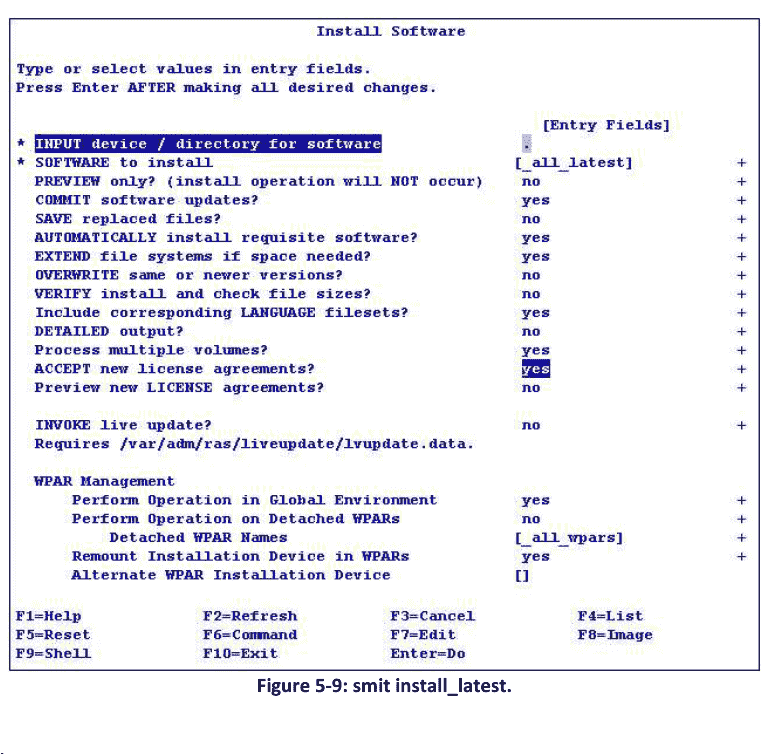 Install Software
Type or select values in entry fields.
Press Enter AFTER making all desired changes.
[Entry Fields]
* INPUT device / directory for software .
* SOFTWARE to install [_all_latest] +
PREVIEW only? (install operation will NOT occur) no +
COMMIT software updates? yes +
SAVE replaced files? no +
AUTOMATICALLY install requisite software? yes +
EXTEND file systems if space needed? yes +
OVERWRITE same or newer versions? no +
VERIFY install and check file sizes? no +
Include corresponding LANGUAGE filesets? yes +
DETAILED output? no +
Process multiple volumes? yes +
ACCEPT new license agreements? yes +
Preview new LICENSE agreements? no +
INVOKE live update? no +
Requires /var/adm/ras/liveupdate/lvupdate.data.
WPAR Management
Perform Operation in Global Environment yes +
Perform Operation on Detached WPARs no +
Detached WPAR Names [_all_wpars] +
Remount Installation Device in WPARs yes +
Alternate WPAR Installation Device []
F1=Help F2=Refresh F3=Cancel F4=List
F5=Reset F6=Command F7=Edit F8=Image
F9=Shell F10=Exit Enter=Do
Figure 5-9: smit install_latest.
.